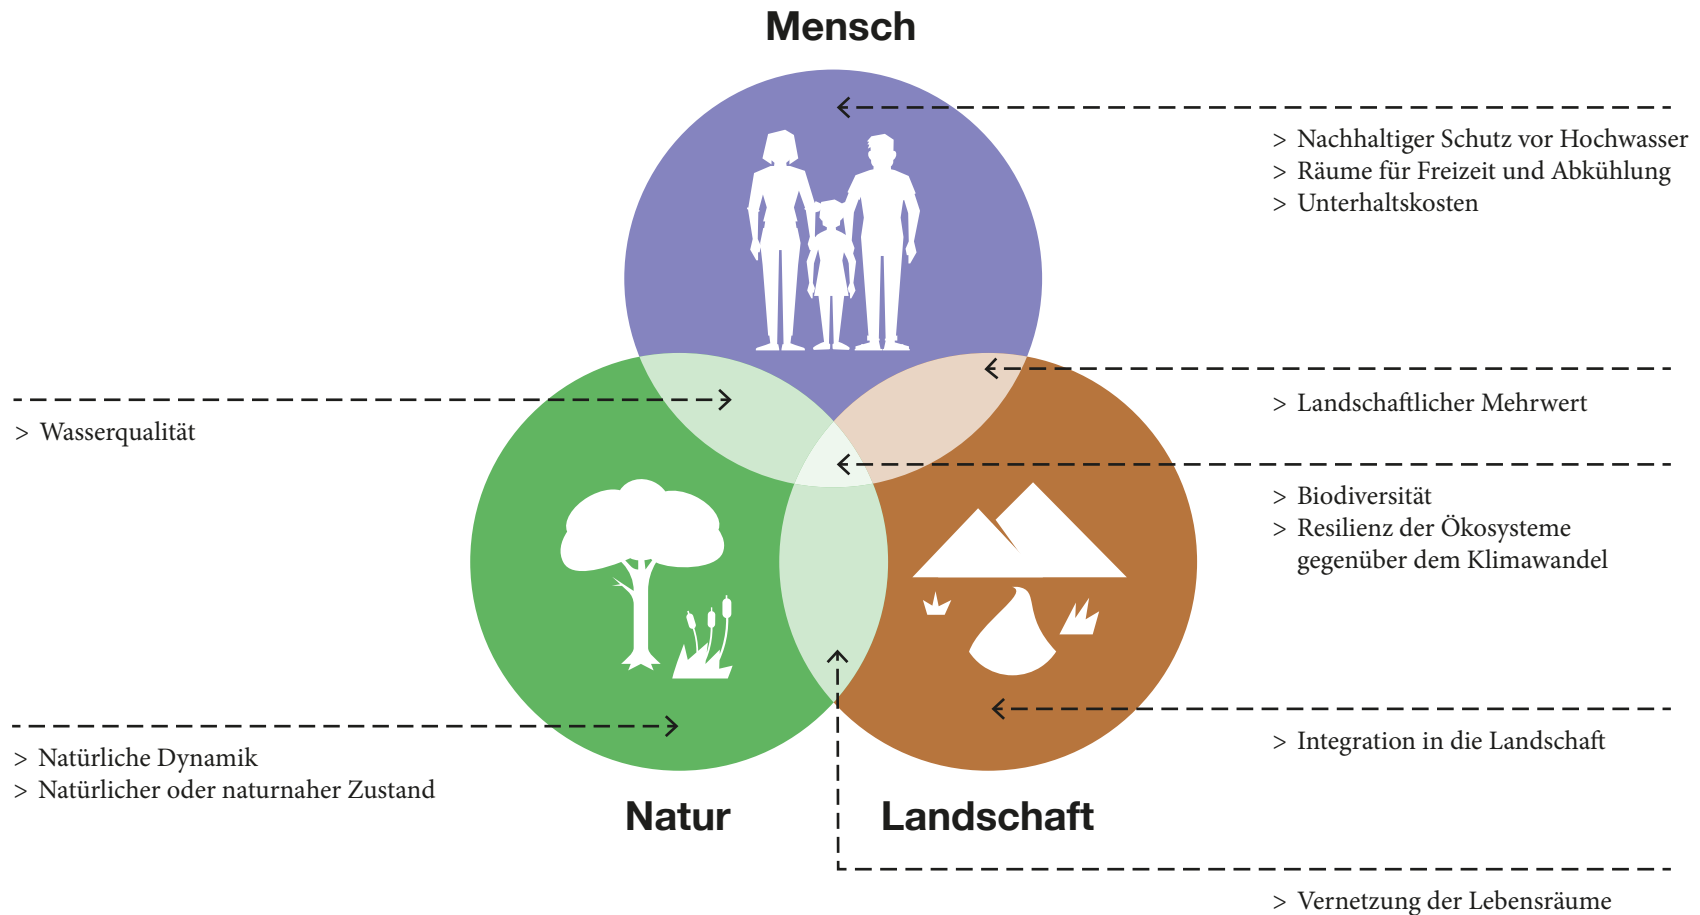 Mensch
> Nachhaltiger Schutz vor Hochwasser
> Räume für Freizeit und Abkühlung
> Unterhaltskosten
> Landschaftlicher Mehrwert
> Wasserqualität
> Biodiversität
> Resilienz der Ökosysteme
gegenüber dem Klimawandel
> Integration in die Landschaft
> Natürliche Dynamik
> Natürlicher oder naturnaher Zustand
Natur
Landschaft
> Vernetzung der Lebensräume